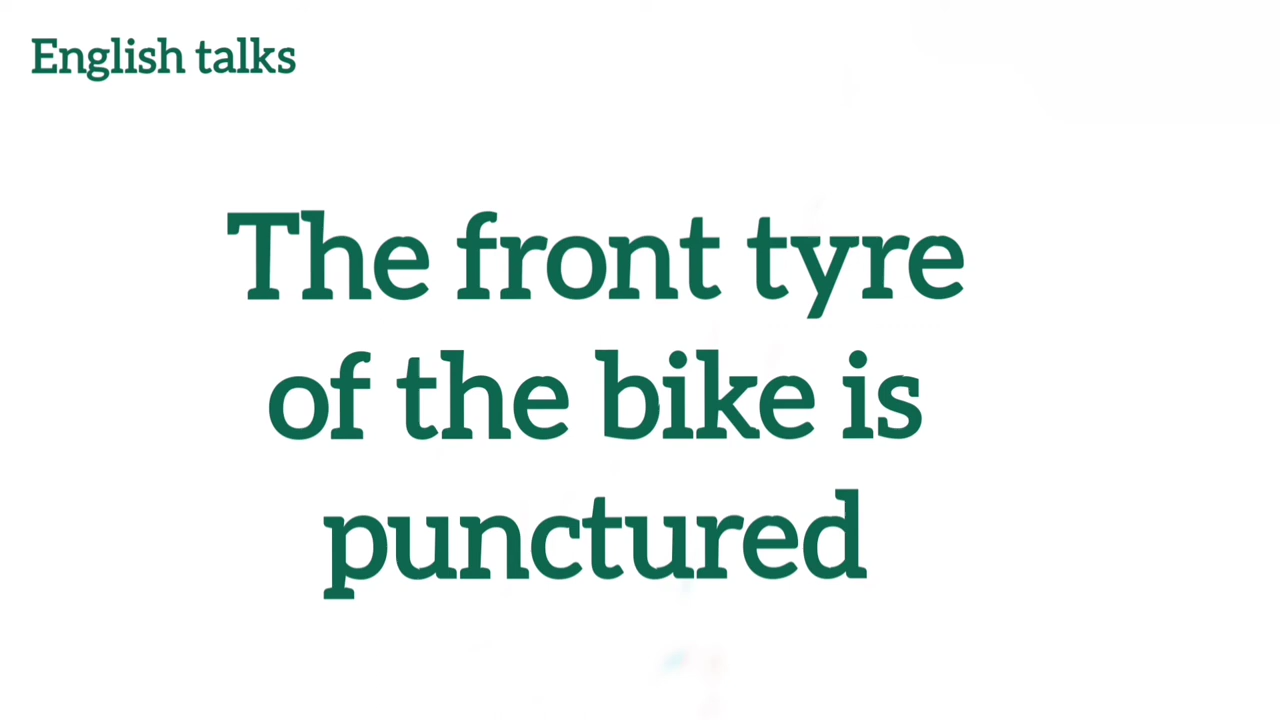 English talks
The front tyre
of the bike is
punctured